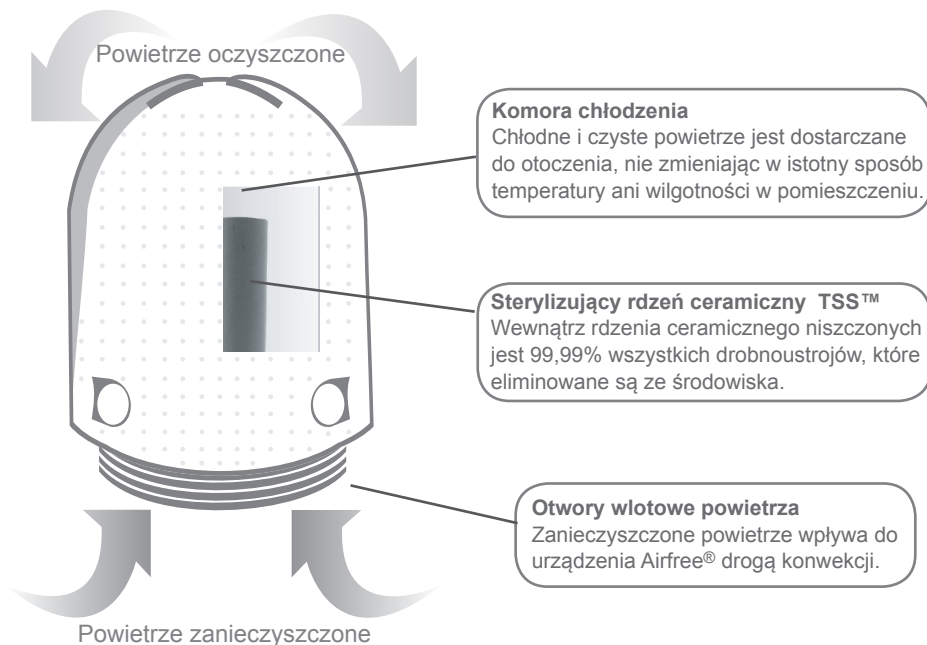 Powietrze oczyszczone
Komora chłodzenia
Chłodne i czyste powietrze jest dostarczane
do otoczenia, nie zmieniając w istotny sposób
temperatury ani wilgotności w pomieszczeniu.
Sterylizujący rdzeń ceramiczny TSS™
Wewnątrz rdzenia ceramicznego niszczonych
jest 99,99% wszystkich drobnoustrojów, które
eliminowane są ze środowiska.
Otwory wlotowe powietrza
Zanieczyszczone powietrze wpływa do
urządzenia Airfree® drogą konwekcji.
Powietrze zanieczyszczone